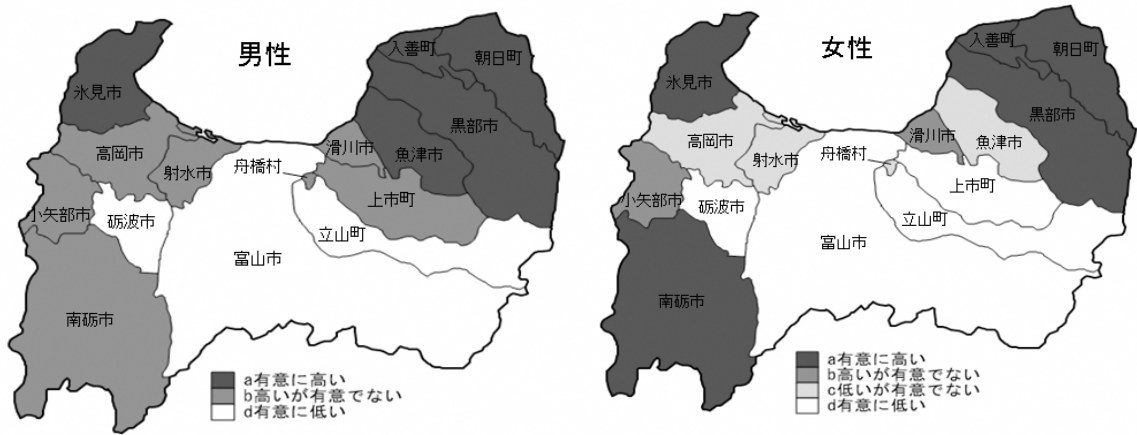 男性
入善町
朝日町
氷見市
黒部市
高岡市
滑川市
魚津市
射水市
舟橋村
上市町
小矢部市
砺波市
立山町
富山市
南砺市
a有意に高い
b高いが有意でない
d有意に低い
女性
入善町
朝日町
氷見市
黒部市
高岡市
滑川市
魚津市
射水市
舟橋村
上市町
小矢部市
砺波市
立山町
富山市
南砺市
a有意に高い
b高いが有意でない
c低いが有意でない
d有意に低い